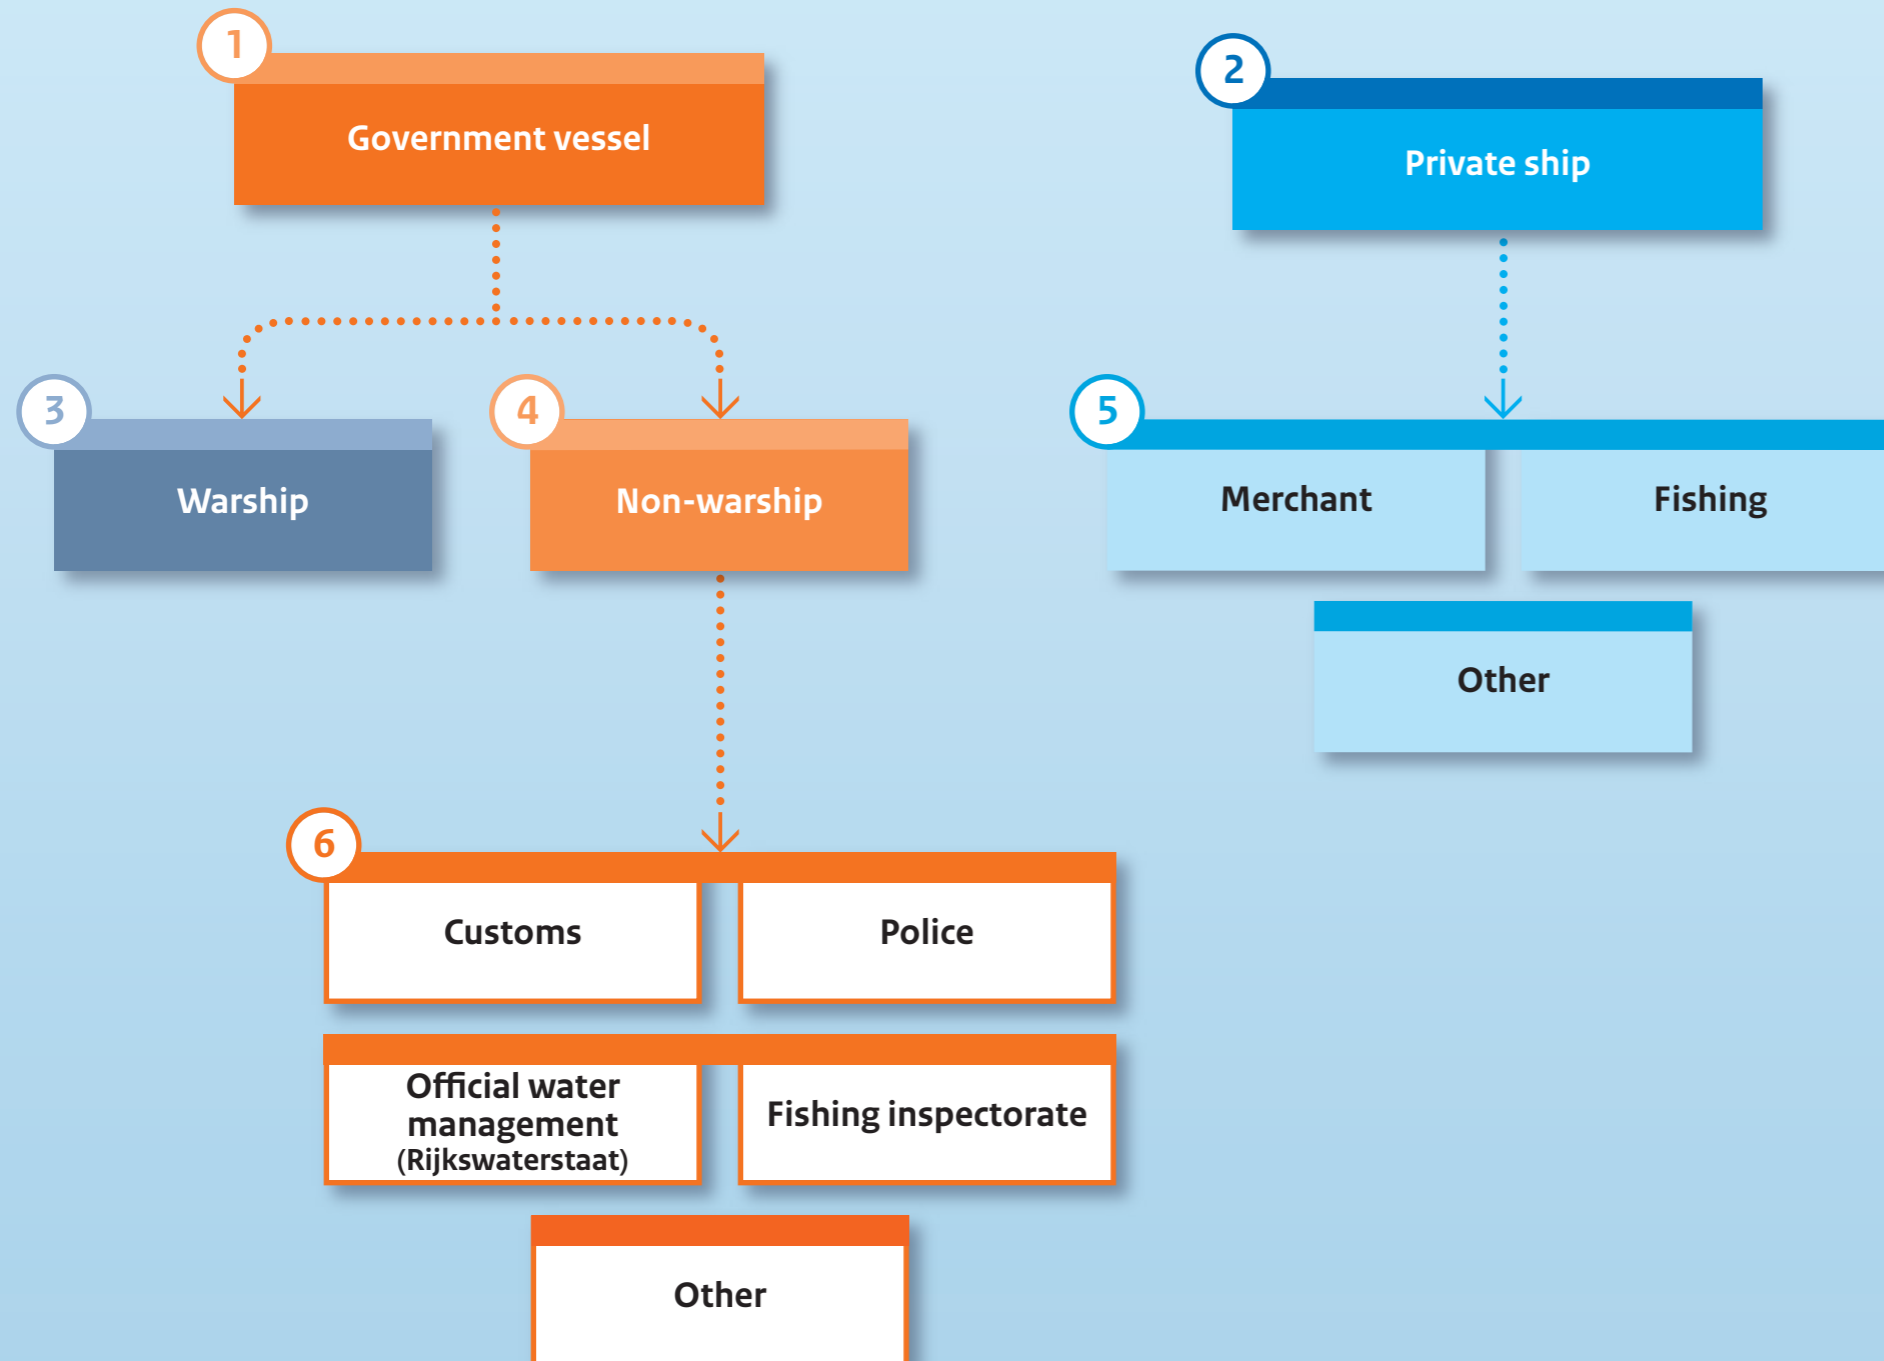 1
Government vessel
2
Private ship
3
Warship
4
Non-warship
5
Merchant
Fishing
Other
6
Customs
Police
Official water
management
(Rijkswaterstaat)
Fishing inspectorate
Other